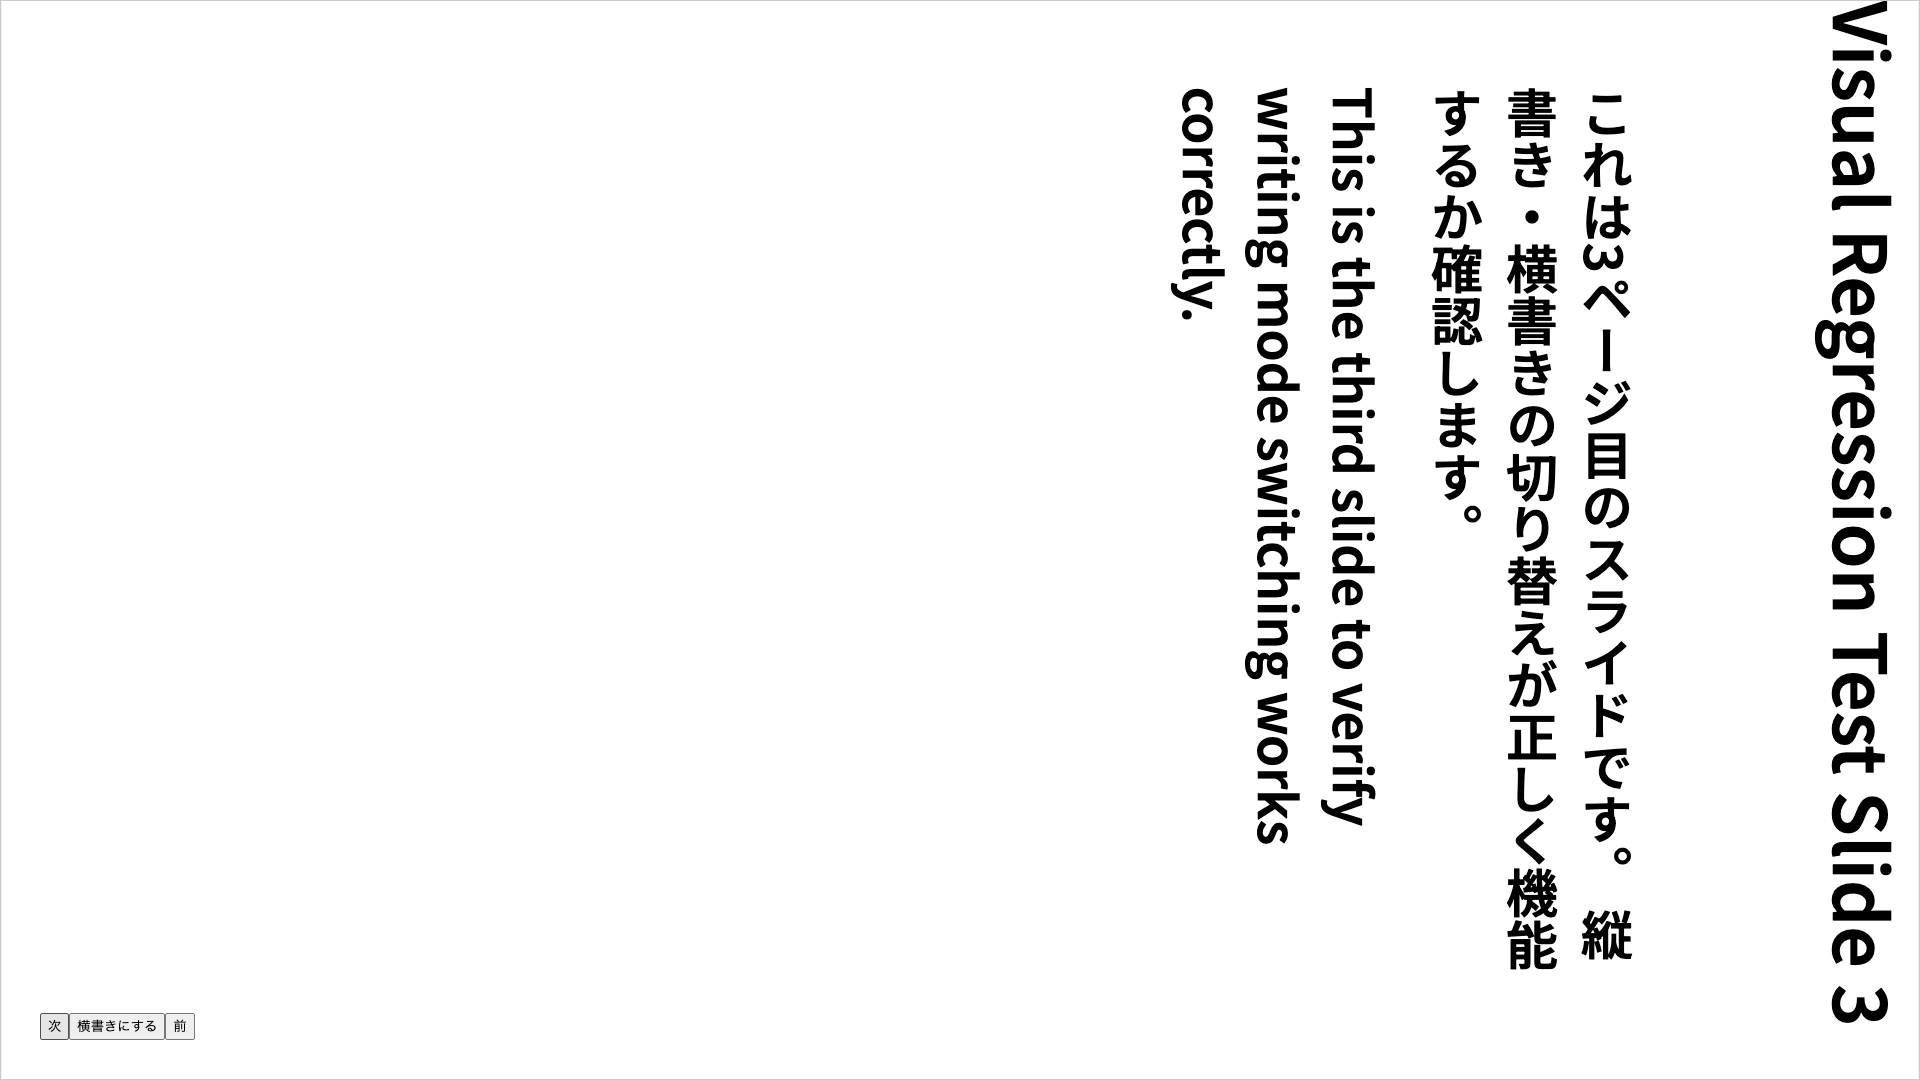 Visual Regression Test Slide 3
これは3ページ目のスライドです。 縦
書き・横書きの切り替えが正しく機能
するか確認します。
This is the third slide to verify
writing mode switching works
correctly.
次
横書きにする
前